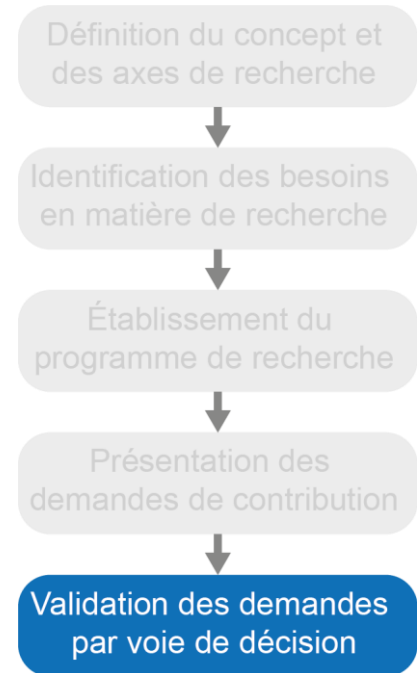 Définition du concept et
des axes de recherche
Identification des besoins
en matière de recherche
Établissement du
programme de recherche
Présentation des
demandes de contribution
Validation des demandes
par voie de décision